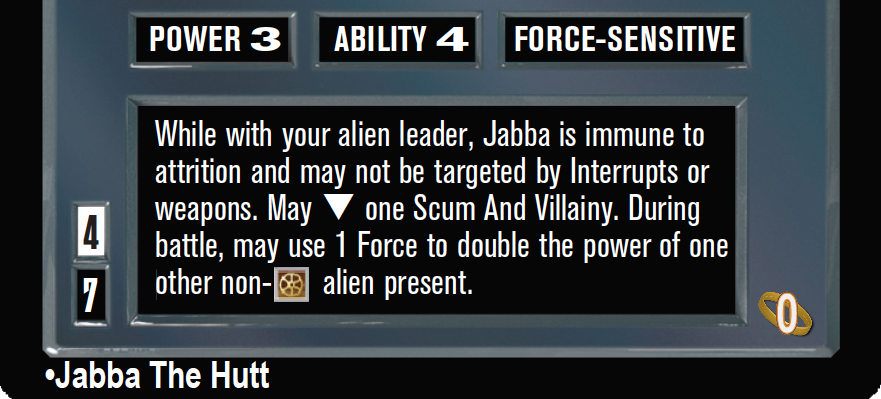 POWER 3 ABILITY 4 FORCE-SENSITIVE
While with your alien leader, Jabba is immune to
attrition and may not be targeted by Interrupts or
weapons. May ▼ one Scum And Villainy. During
battle, may use 1 Force to double the power of one
other non- alien present.
4
7
0
•Jabba The Hutt